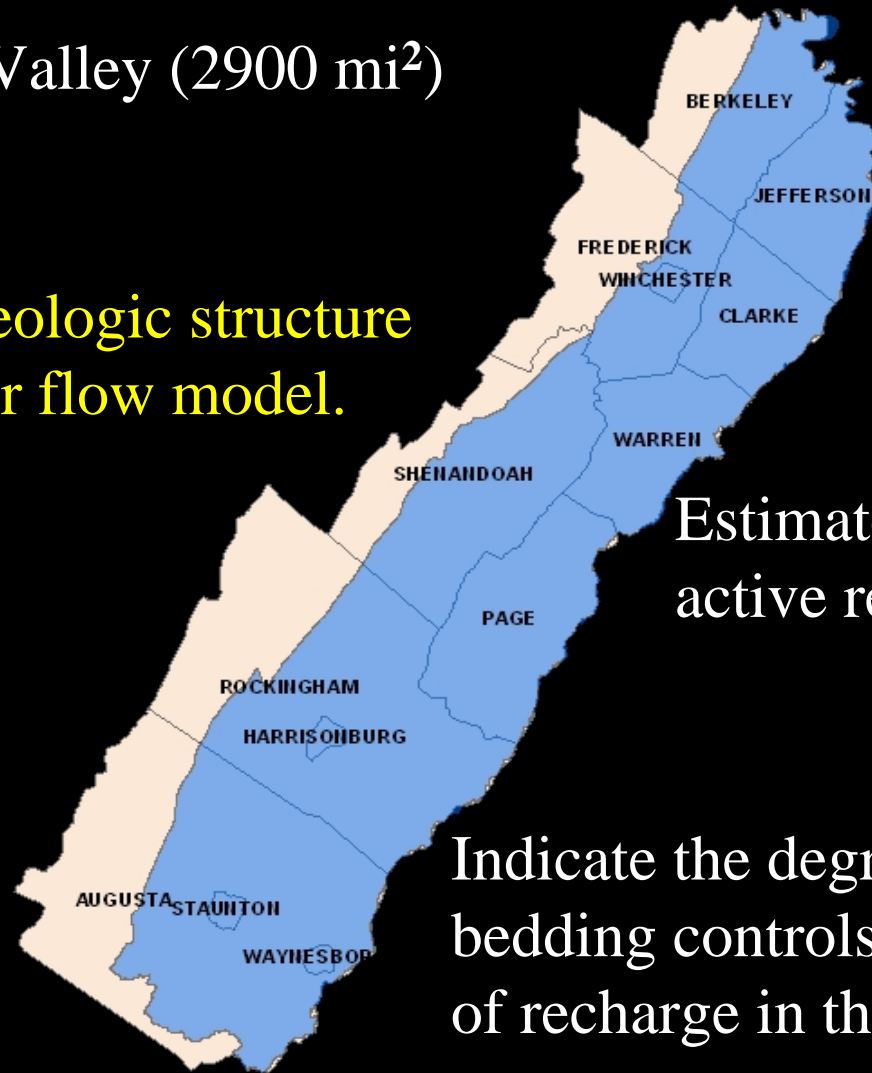 Valley (2900 mi²)
BERKELEY
JEFFERSON
FREDERICK
WINCHESTER
CLARKE
eologic structure
r flow model.
WARREN
SHENANDOAH
Estimat
active re
PAGE
ROCKINGHAM
HARRISONBURG
Indicate the degr
bedding controls
of recharge in th
AUGUSTA
STAUNTON
WAYNESBOR